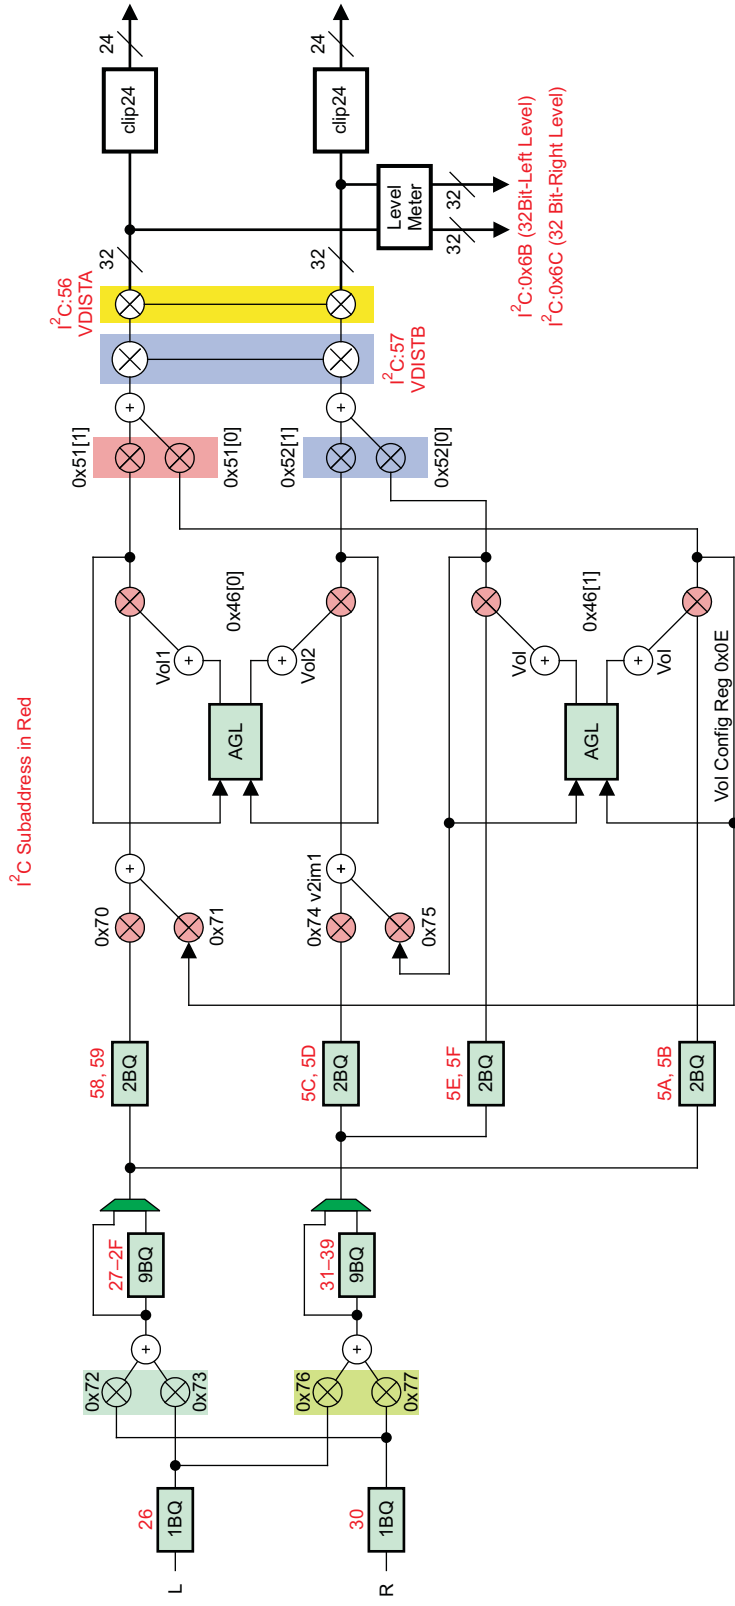 I²C Subaddress in Red
L
26
1BQ
R
30
1BQ
0x72
0x73
+
27–2F
9BQ
0x76
0x77
+
31–39
9BQ
58, 59
2BQ
5C, 5D
2BQ
5E, 5F
2BQ
5A, 5B
2BQ
0x70
0x71
+
0x74 v2im1
0x75
+
AGL
Vol1
+
Vol2
+
0x46[0]
AGL
Vol
+
Vol
+
0x46[1]
Vol Config Reg 0x0E
0x51[1]
0x51[0]
+
0x52[1]
0x52[0]
+
I²C:57
VDISTB
I²C:56
VDISTA
32
32
Level
Meter
32
32
I²C:0x6B (32Bit-Left Level)
I²C:0x6C (32 Bit-Right Level)
clip24
24
clip24
24